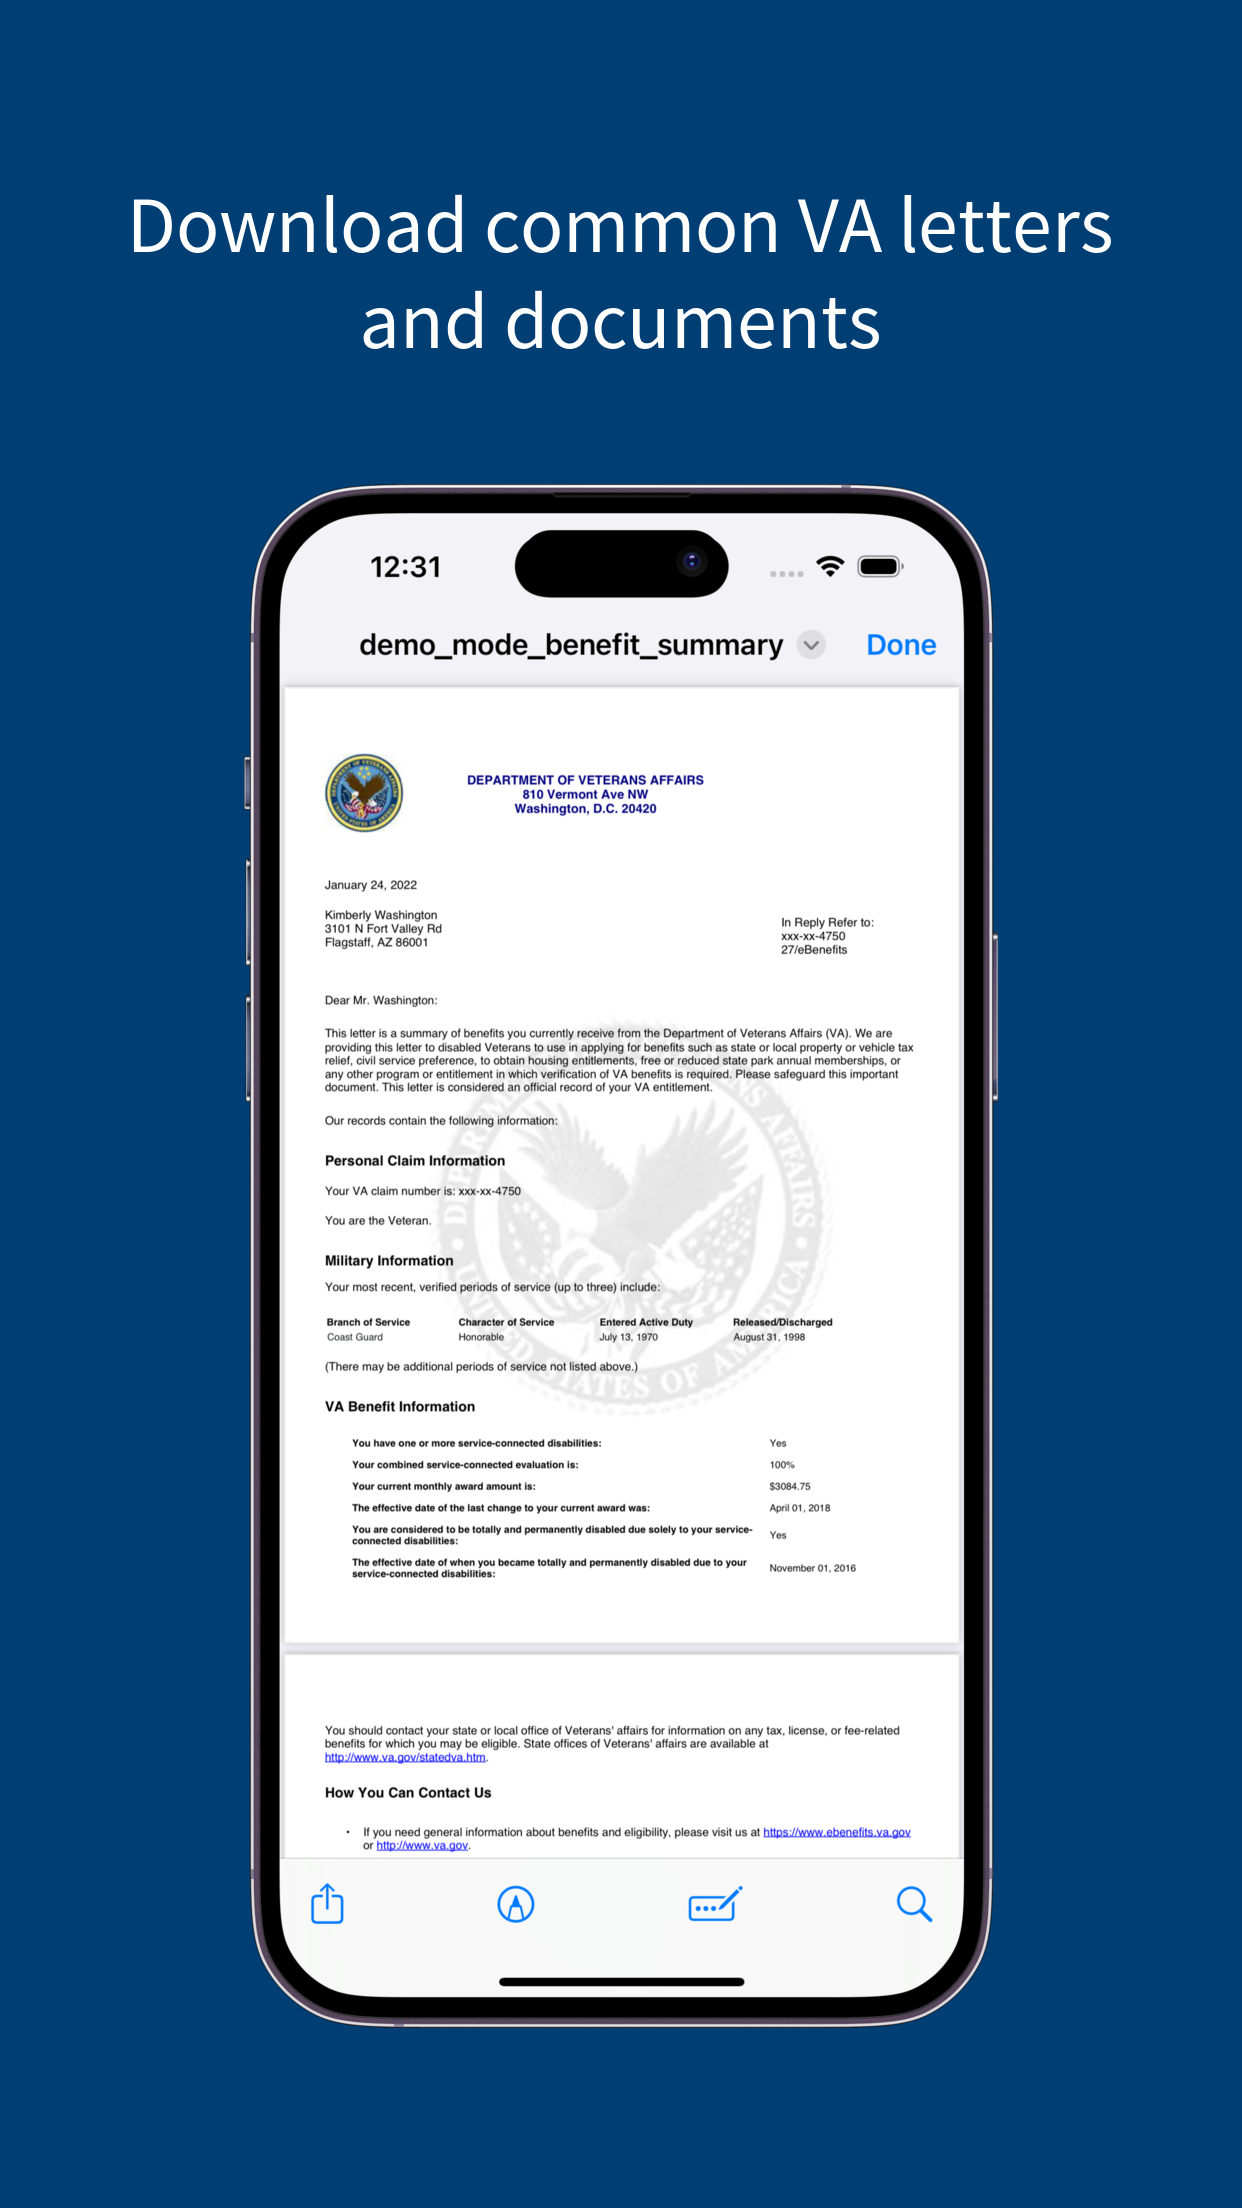 Download common VA letters
and documents
12:31
demo_mode_benefit_summary
Done
DEPARTMENT OF VETERANS AFFAIRS
810 Vermont Ave NW
Washington, D.C. 20420
January 24, 2022
Kimberly Washington
3101 N Fort Valley Rd
Flagstaff, AZ 86001
In Reply Refer to:
xxx-xx-4750
27/eBenefits
Dear Mr. Washington:
This letter is a summary of benefits you currently receive from the Department of Veterans Affairs (VA). We are
providing this letter to disabled Veterans to use in applying for benefits such as state or local property or vehicle tax
relief, civil service preference, to obtain housing entitlements, free or reduced state park annual memberships, or
any other program or entitlement in which verification of VA benefits is required. Please safeguard this important
document. This letter is considered an official record of your VA entitlement.
Our records contain the following information:
Personal Claim Information
Your VA claim number is: xxx-xx-4750
You are the Veteran.
Military Information
Your most recent, verified periods of service (up to three) include:
Branch of Service Character of Service Entered Active Duty Released/Discharged
Coast Guard Honorable July 13, 1970 August 31, 1998
(There may be additional periods of service not listed above.)
VA Benefit Information
You have one or more service-connected disabilities: Yes
Your combined service-connected evaluation is: 100%
Your current monthly award amount is: $3084.75
The effective date of the last change to your current award was: April 01, 2018
You are considered to be totally and permanently disabled due solely to your service-
connected disabilities: Yes
The effective date of when you became totally and permanently disabled due to your
service-connected disabilities: November 01, 2016
You should contact your state or local office of Veterans' affairs for information on any tax, license, or fee-related
benefits for which you may be eligible. State offices of Veterans' affairs are available at
http://www.va.gov/statedva.htm.
How You Can Contact Us
• If you need general information about benefits and eligibility, please visit us at https://www.ebenefits.va.gov
or http://www.va.gov.